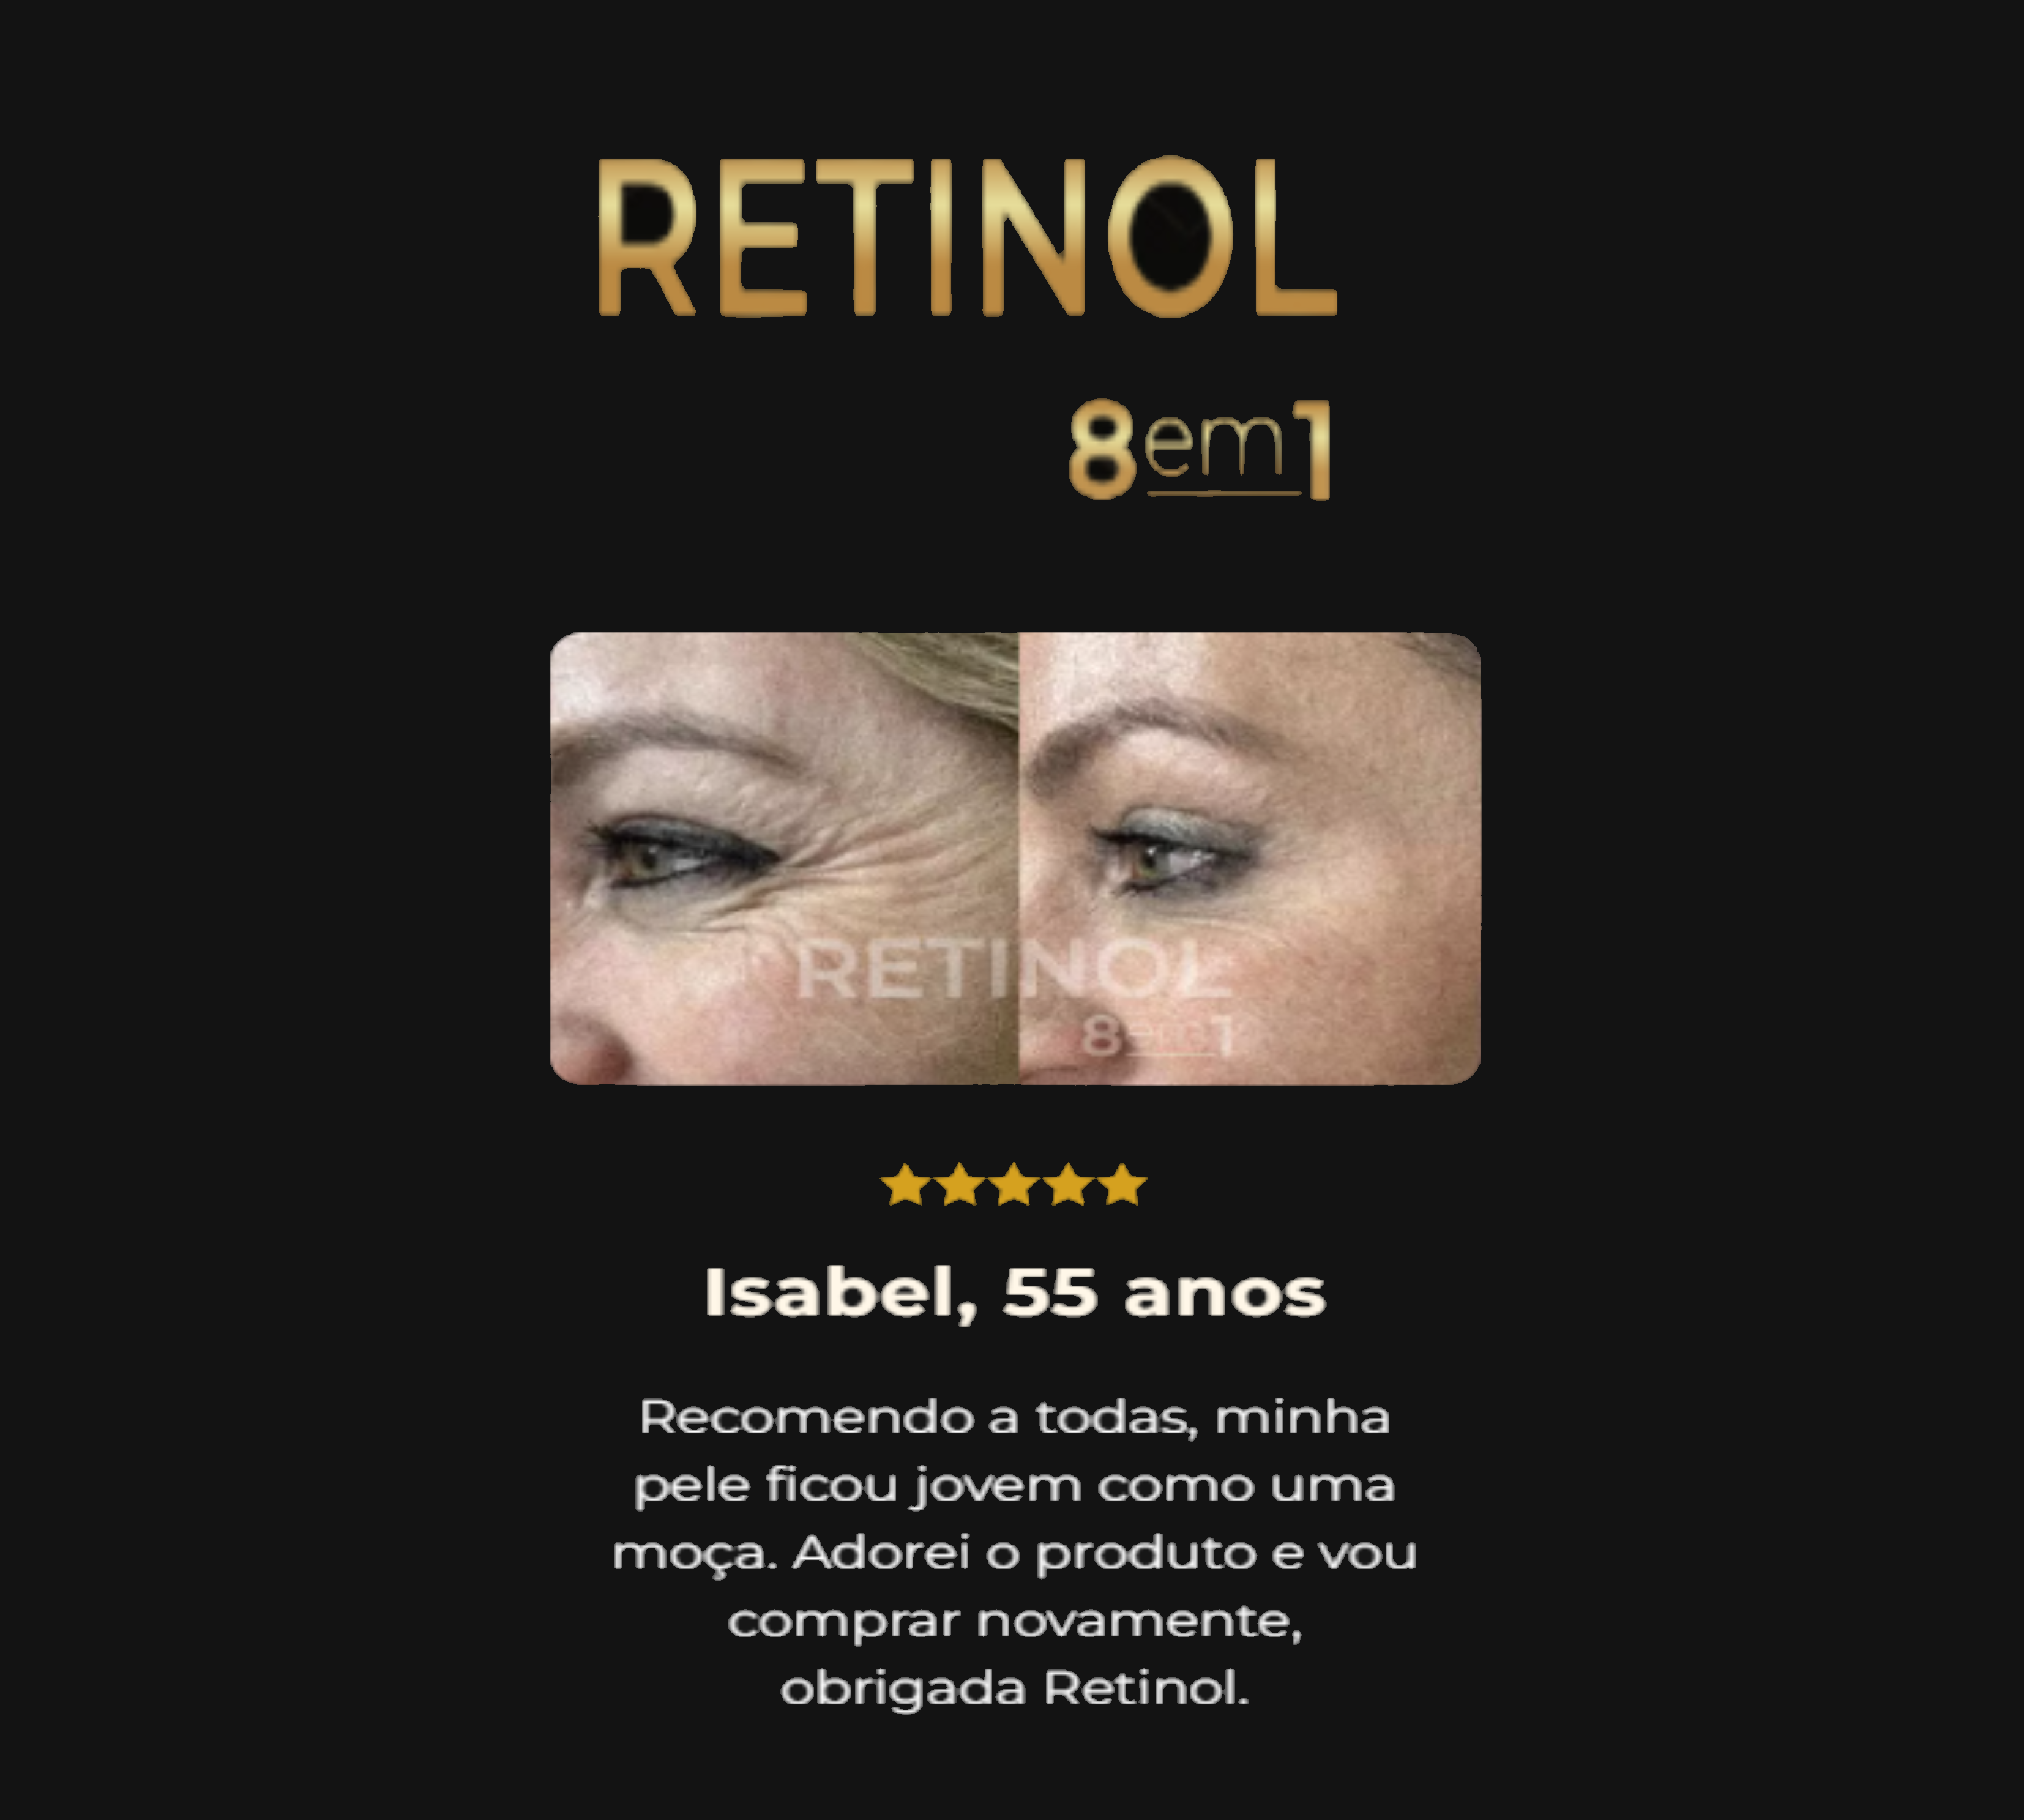 RETINOL
8em1
RETINOL
8em1
Isabel, 55 anos
Recomendo a todas, minha
pele ficou jovem como uma
moça. Adorei o produto e vou
comprar novamente,
obrigada Retinol.